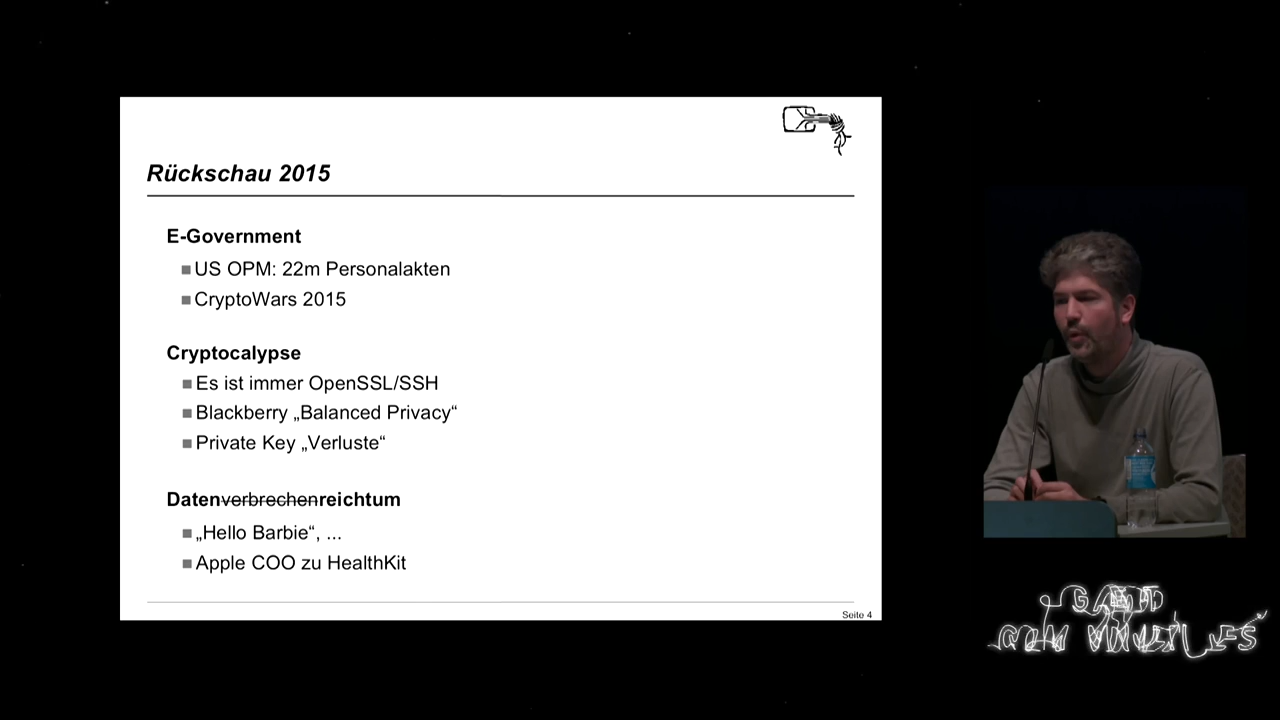 Rückschau 2015
E-Government
US OPM: 22m Personalakten
CryptoWars 2015
Cryptocalypse
Es ist immer OpenSSL/SSH
Blackberry „Balanced Privacy“
Private Key „Verluste“
Datenverbrechenreichtum
„Hello Barbie“, ...
Apple COO zu HealthKit
Seite 4